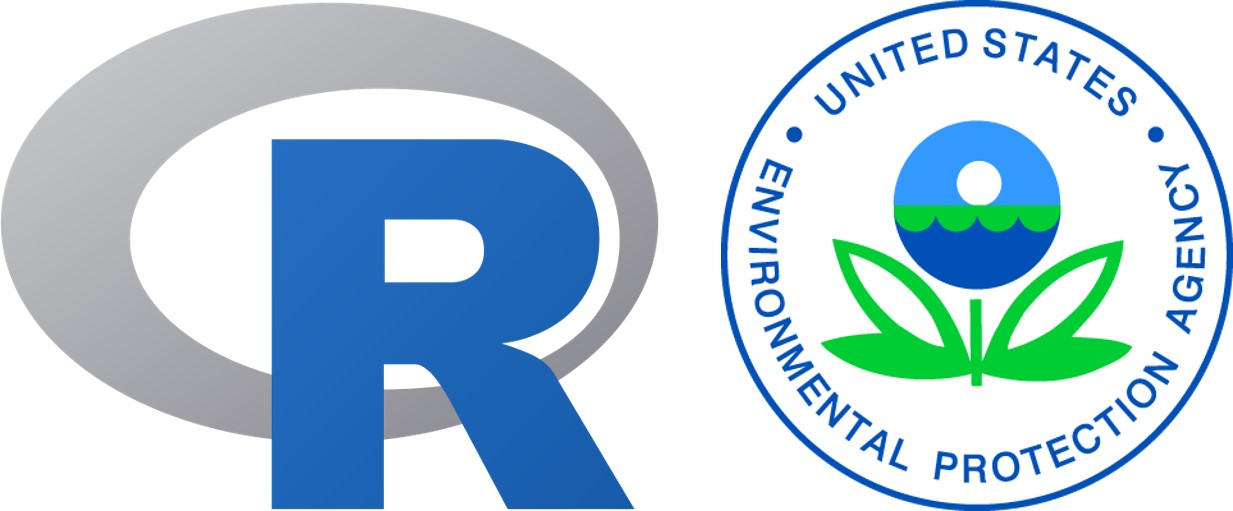 R
UNITED STATES
• ENVIRONMENTAL PROTECTION AGENCY •